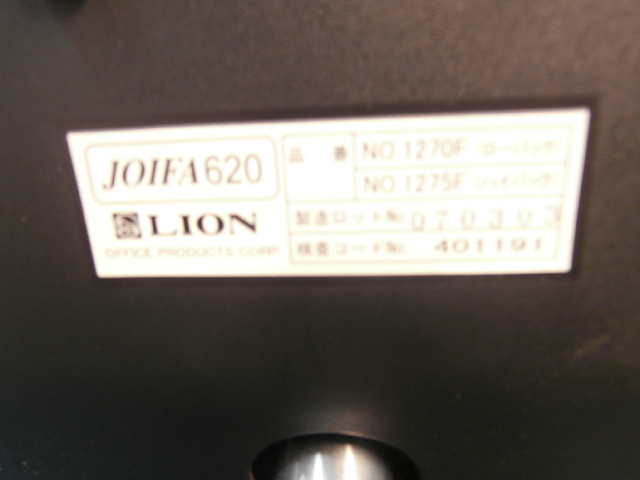 JOIFA620
LION
OFFICE PRODUCTS CORP.
品番 NO.1270F (ローバック)
NO.1275F (ハイバック)
製造ロット№ 070303
検査コード№ 401191